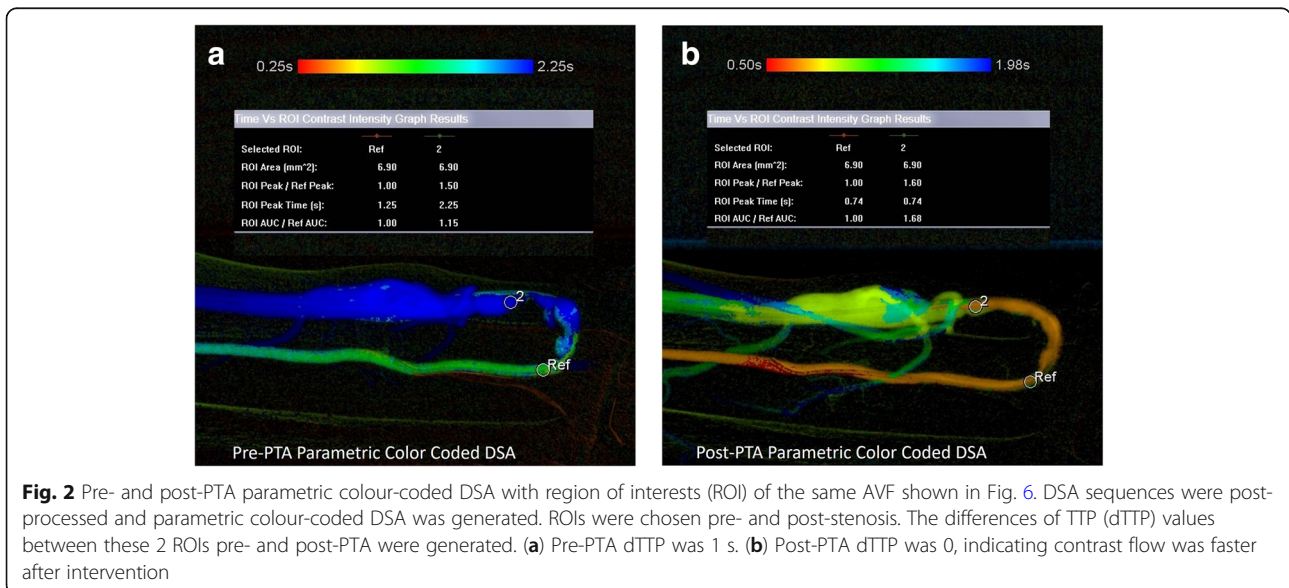 a
0.25s 2.25s
Time Vs ROI Contrast Intensity Graph Results
Selected ROI: Ref 2
ROI Area (mm^2): 6.90 6.90
ROI Peak / Ref Peak: 1.00 1.50
ROI Peak Time (s): 1.25 2.25
ROI AUC / Ref AUC: 1.00 1.15
2
Ref
Pre-PTA Parametric Color Coded DSA
b
0.50s 1.98s
Time Vs ROI Contrast Intensity Graph Results
Selected ROI: Ref 2
ROI Area (mm^2): 6.90 6.90
ROI Peak / Ref Peak: 1.00 1.60
ROI Peak Time (s): 0.74 0.74
ROI AUC / Ref AUC: 1.00 1.68
2
Ref
Post-PTA Parametric Color Coded DSA
Fig. 2 Pre- and post-PTA parametric colour-coded DSA with region of interests (ROI) of the same AVF shown in Fig. 6. DSA sequences were post-
processed and parametric colour-coded DSA was generated. ROIs were chosen pre- and post-stenosis. The differences of TTP (dTTP) values
between these 2 ROIs pre- and post-PTA were generated. (a) Pre-PTA dTTP was 1 s. (b) Post-PTA dTTP was 0, indicating contrast flow was faster
after intervention